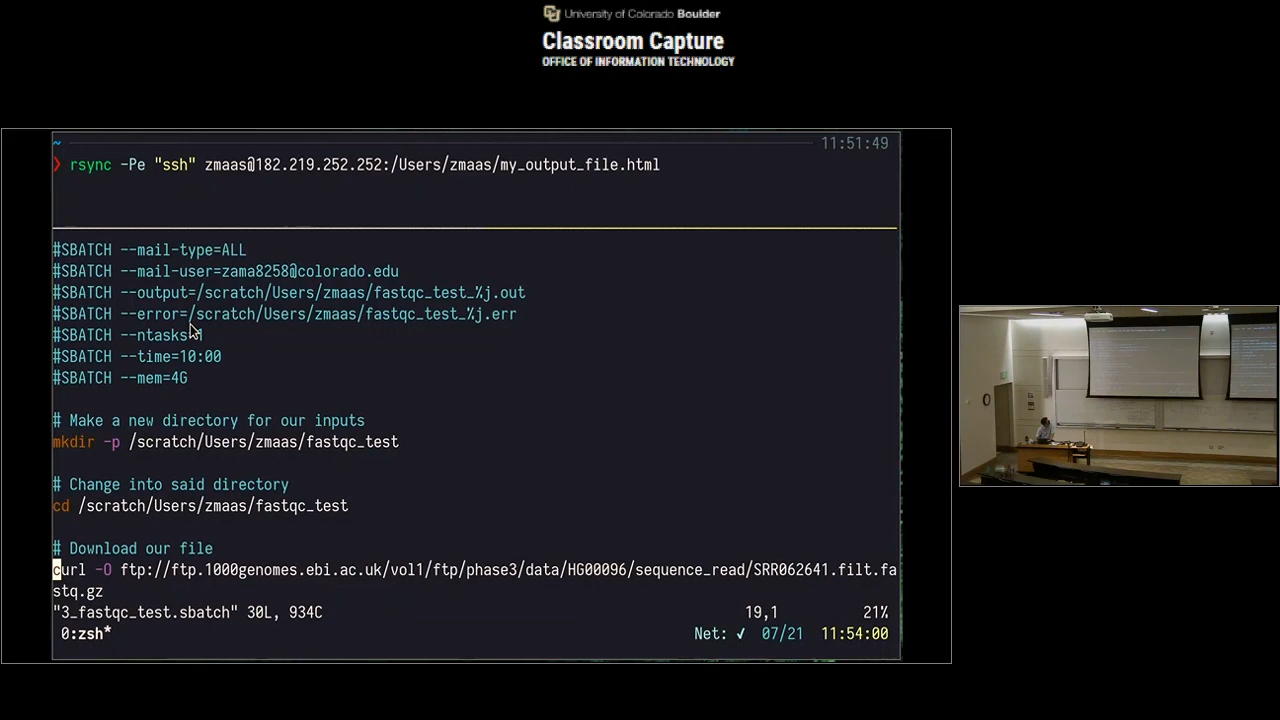 University of Colorado Boulder
Classroom Capture
OFFICE OF INFORMATION TECHNOLOGY
~ 11:51:49
❯ rsync -Pe "ssh" zmaas@182.219.252.252:/Users/zmaas/my_output_file.html
#SBATCH --mail-type=ALL
#SBATCH --mail-user=zama8258@colorado.edu
#SBATCH --output=/scratch/Users/zmaas/fastqc_test_%j.out
#SBATCH --error=/scratch/Users/zmaas/fastqc_test_%j.err
#SBATCH --ntasks=1
#SBATCH --time=10:00
#SBATCH --mem=4G
# Make a new directory for our inputs
mkdir -p /scratch/Users/zmaas/fastqc_test
# Change into said directory
cd /scratch/Users/zmaas/fastqc_test
# Download our file
curl -O ftp://ftp.1000genomes.ebi.ac.uk/vol1/ftp/phase3/data/HG00096/sequence_read/SRR062641.filt.fa
stq.gz
"3_fastqc_test.sbatch" 30L, 934C 19,1 21%
0:zsh* Net: ✔ 07/21 11:54:00